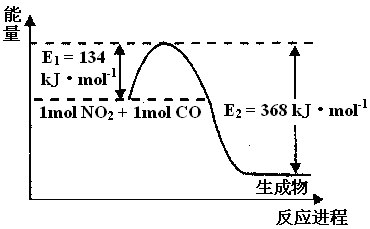 能量
E₁ = 134
kJ·mol⁻¹
1mol NO₂ + 1mol CO
E₂ = 368 kJ·mol⁻¹
生成物
反应进程